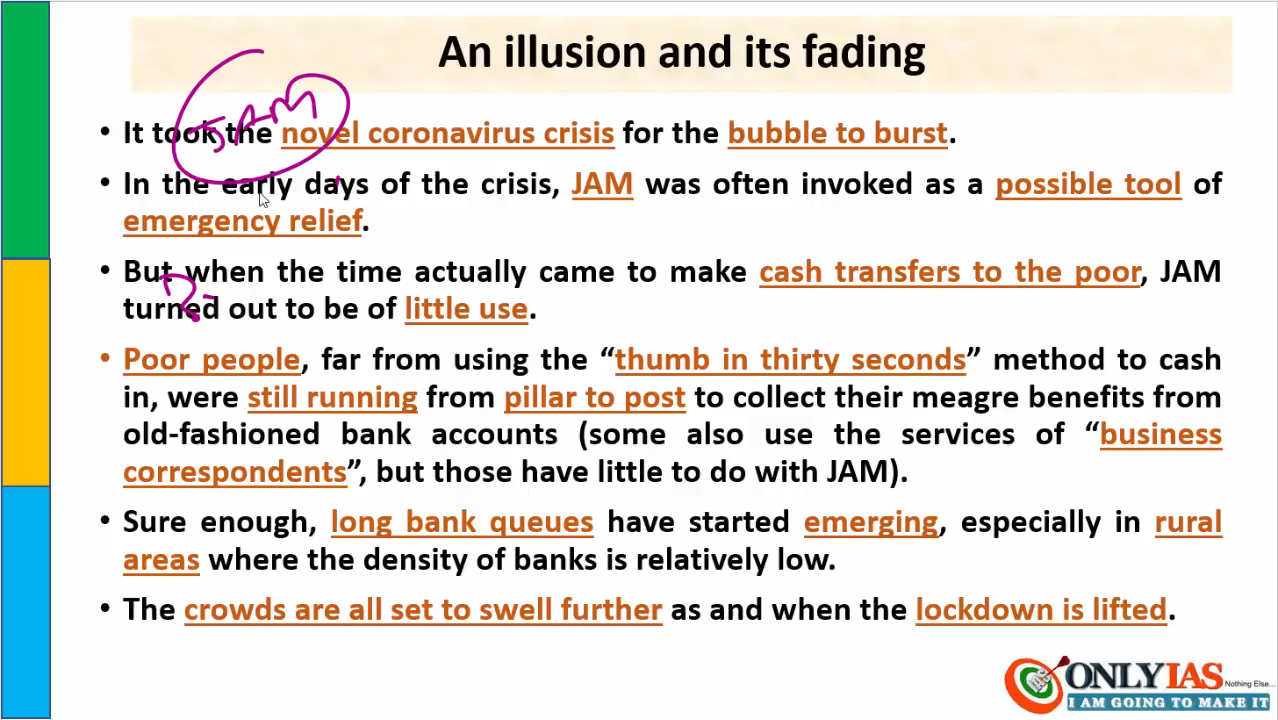 An illusion and its fading
JAM
• It took the novel coronavirus crisis for the bubble to burst.
• In the early days of the crisis, JAM was often invoked as a possible tool of
emergency relief.
• But when the time actually came to make cash transfers to the poor, JAM
turned out to be of little use.
• Poor people, far from using the “thumb in thirty seconds” method to cash
in, were still running from pillar to post to collect their meagre benefits from
old-fashioned bank accounts (some also use the services of “business
correspondents”, but those have little to do with JAM).
• Sure enough, long bank queues have started emerging, especially in rural
areas where the density of banks is relatively low.
• The crowds are all set to swell further as and when the lockdown is lifted.
ONLYIAS Nothing Else...
I AM GOING TO MAKE IT